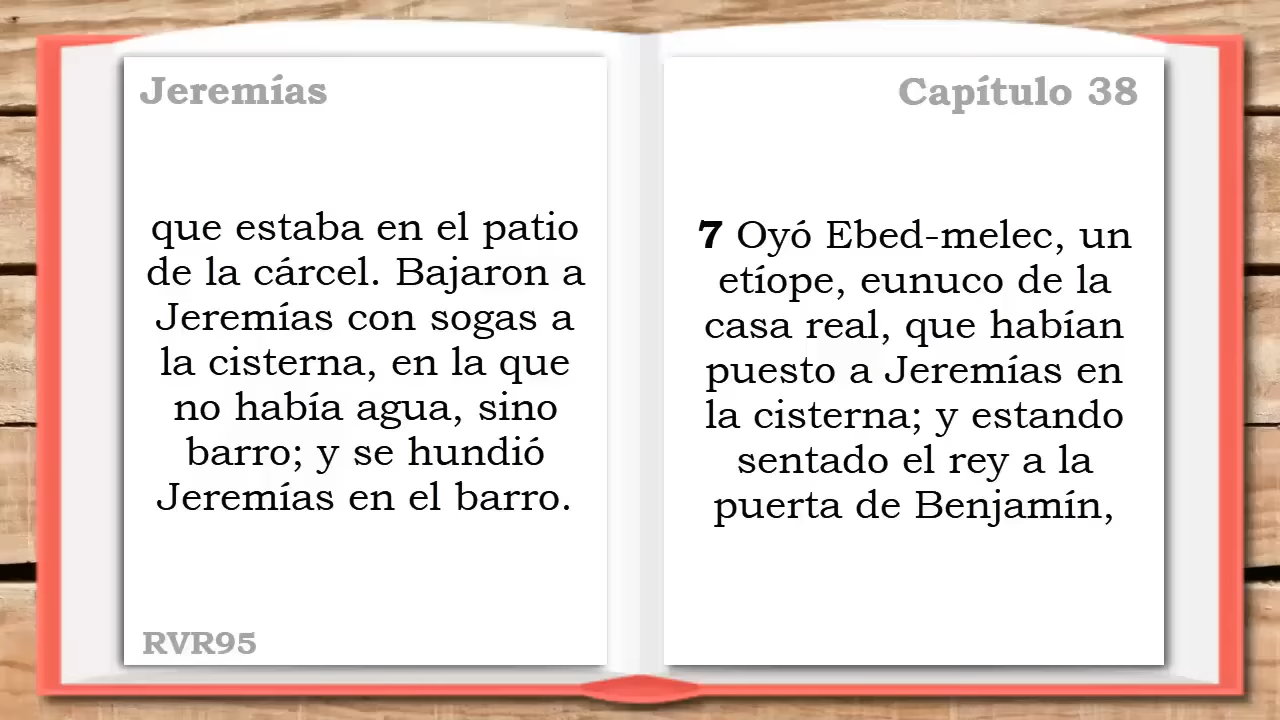 Jeremías
que estaba en el patio
de la cárcel. Bajaron a
Jeremías con sogas a
la cisterna, en la que
no había agua, sino
barro; y se hundió
Jeremías en el barro.
RVR95
Capítulo 38
7 Oyó Ebed-melec, un
etíope, eunuco de la
casa real, que habían
puesto a Jeremías en
la cisterna; y estando
sentado el rey a la
puerta de Benjamín,